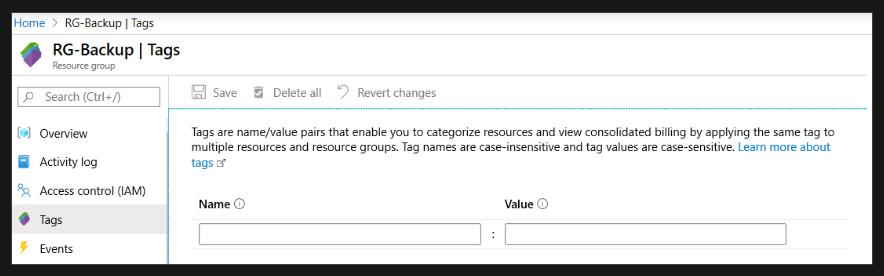 Home > RG-Backup | Tags
RG-Backup | Tags
Resource group
Search (Ctrl+/)
Save Delete all Revert changes
Overview
Activity log
Access control (IAM)
Tags
Events
Tags are name/value pairs that enable you to categorize resources and view consolidated billing by applying the same tag to
multiple resources and resource groups. Tag names are case-insensitive and tag values are case-sensitive. Learn more about
tags
Name Value
: